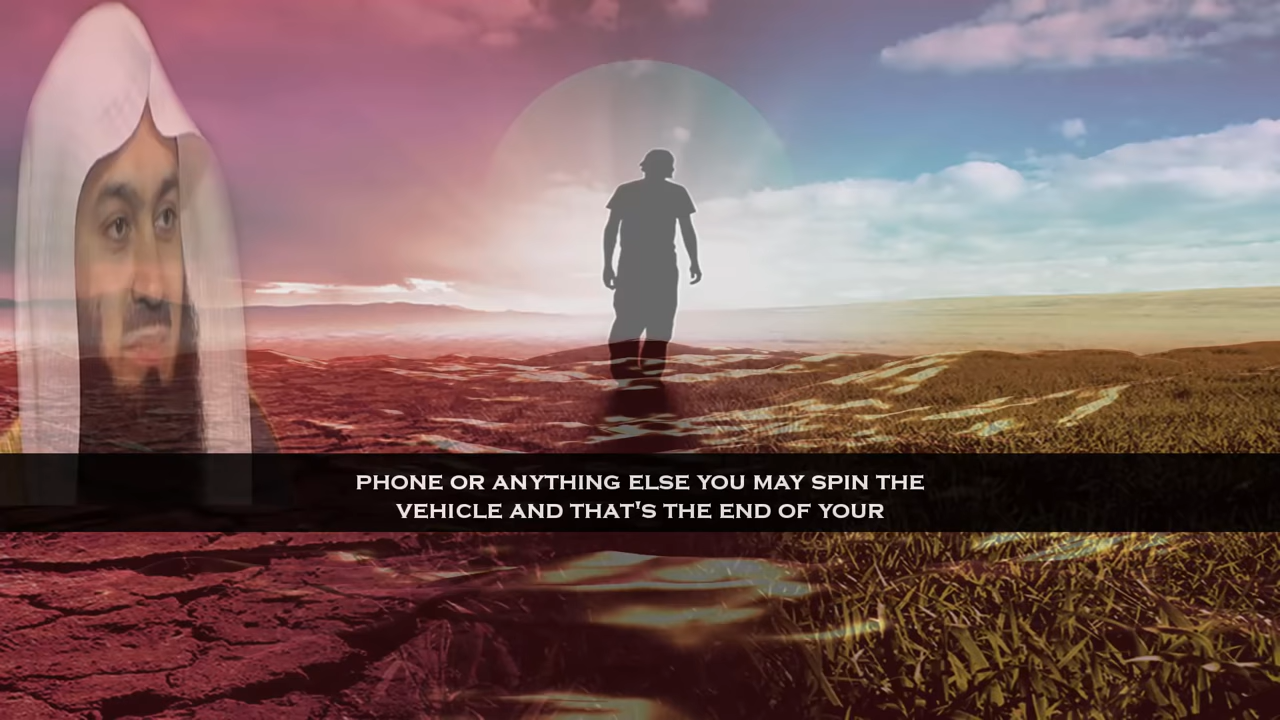 PHONE OR ANYTHING ELSE YOU MAY SPIN THE
VEHICLE AND THAT'S THE END OF YOUR